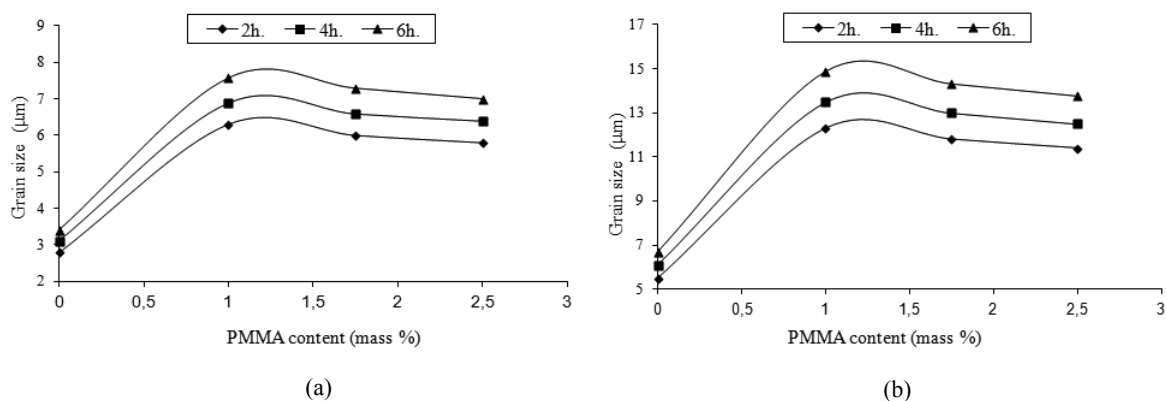 2h. 4h. 6h.
9
8
7
6
5
4
3
2
Grain size (μm)
0 0,5 1 1,5 2 2,5 3
PMMA content (mass %)
(a)
2h. 4h. 6h.
17
15
13
11
9
7
5
Grain size (μm)
0 0,5 1 1,5 2 2,5 3
PMMA content (mass %)
(b)